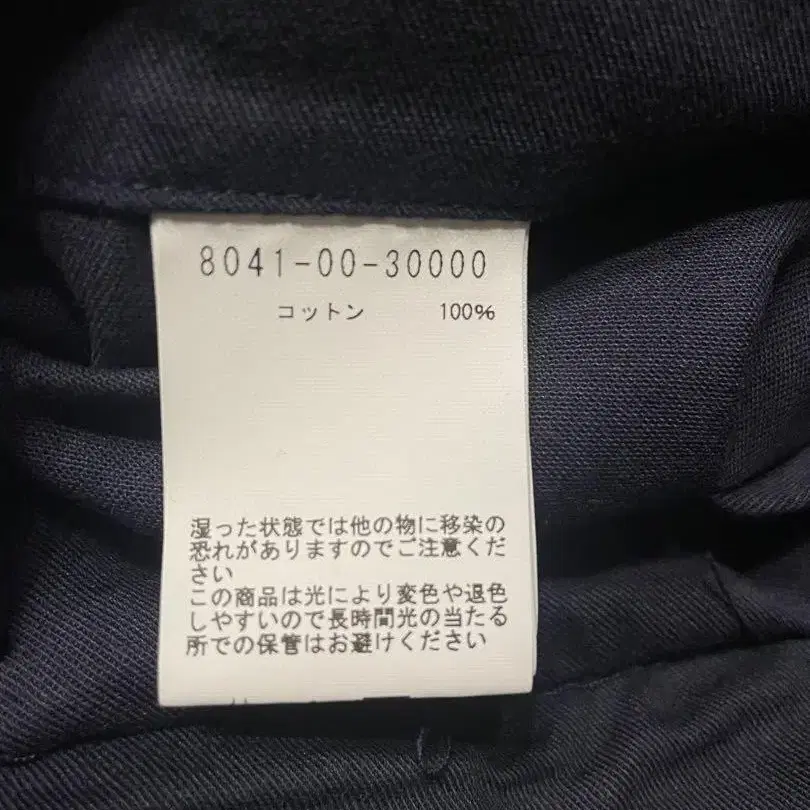 8041-00-30000
コットン 100%
湿った状態では他の物に移染の
恐れがありますのでご注意くだ
さい
この商品は光により変色や退色
しやすいので長時間光の当たる
所での保管はお避けください